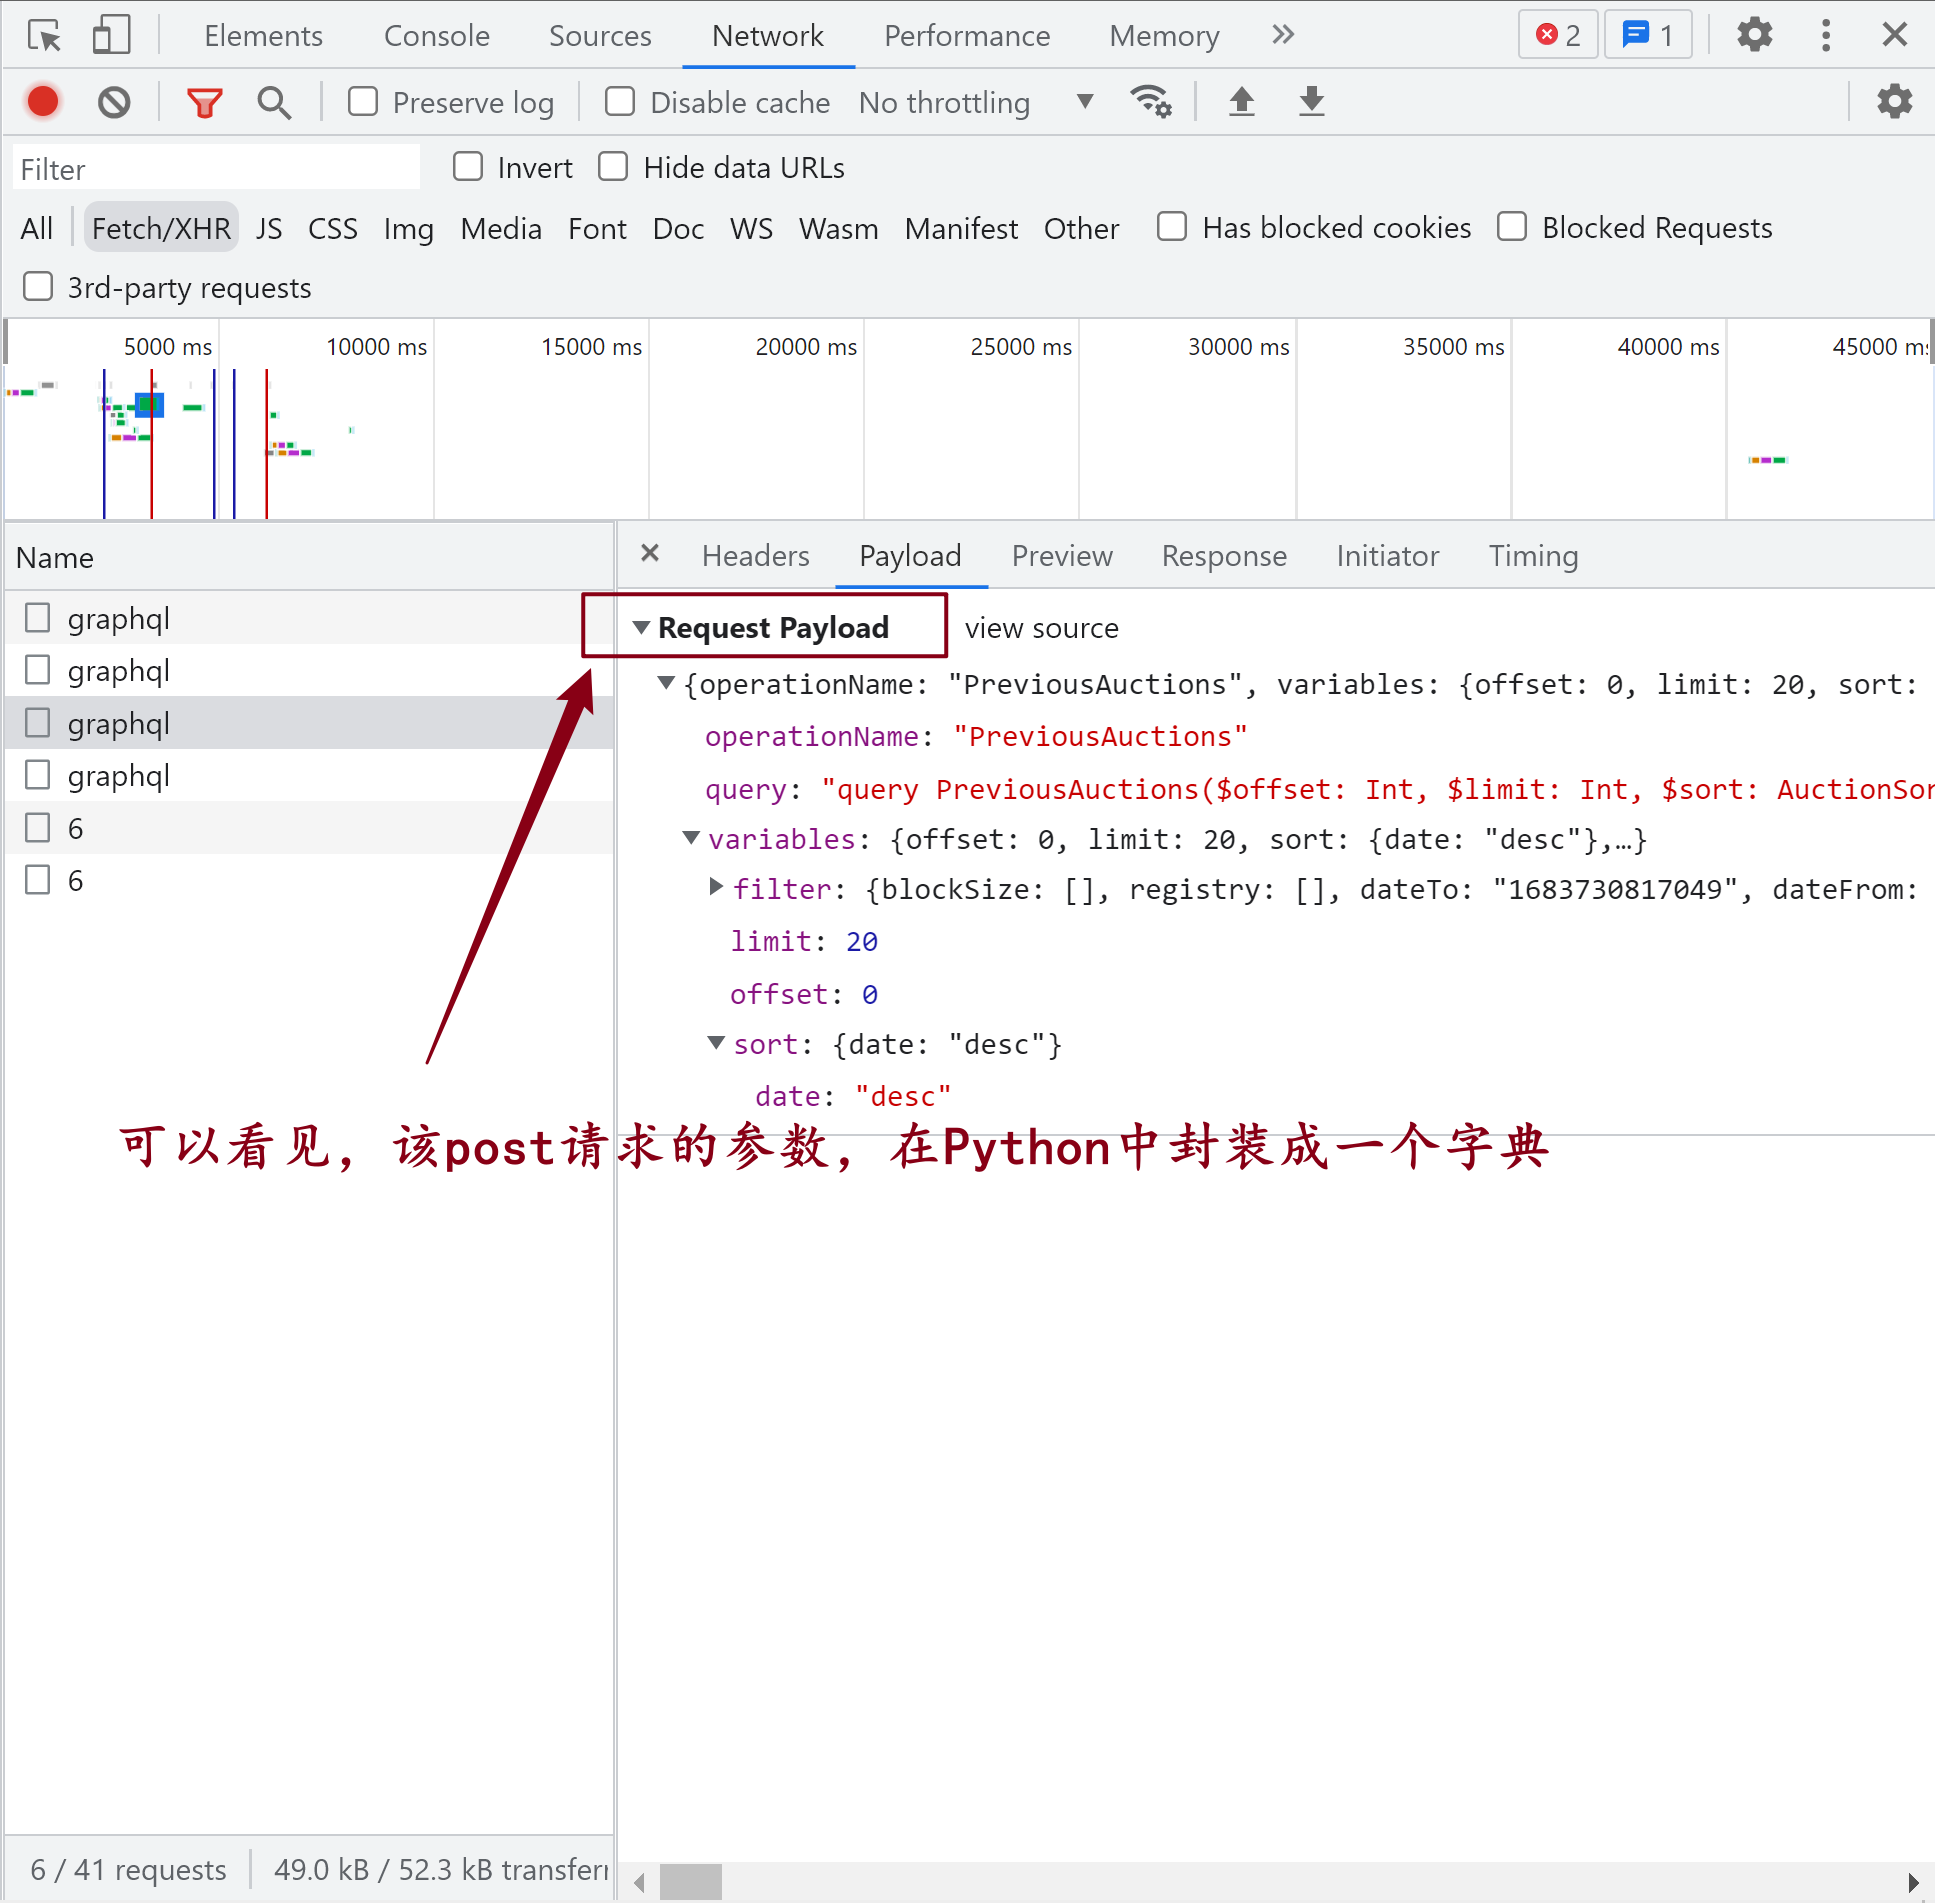 Elements Console Sources Network Performance Memory 2 1
Preserve log Disable cache No throttling
Filter Invert Hide data URLs
All Fetch/XHR JS CSS Img Media Font Doc WS Wasm Manifest Other Has blocked cookies Blocked Requests
3rd-party requests
5000 ms 10000 ms 15000 ms 20000 ms 25000 ms 30000 ms 35000 ms 40000 ms 45000 m
Name
graphql
graphql
graphql
graphql
6
6
Headers Payload Preview Response Initiator Timing
Request Payload view source
{operationName: "PreviousAuctions", variables: {offset: 0, limit: 20, sort:
operationName: "PreviousAuctions"
query: "query PreviousAuctions($offset: Int, $limit: Int, $sort: AuctionSor
variables: {offset: 0, limit: 20, sort: {date: "desc"},…}
filter: {blockSize: [], registry: [], dateTo: "1683730817049", dateFrom:
limit: 20
offset: 0
sort: {date: "desc"}
date: "desc"
可以看见，该post请求的参数，在Python中封装成一个字典
6 / 41 requests 49.0 kB / 52.3 kB transferr